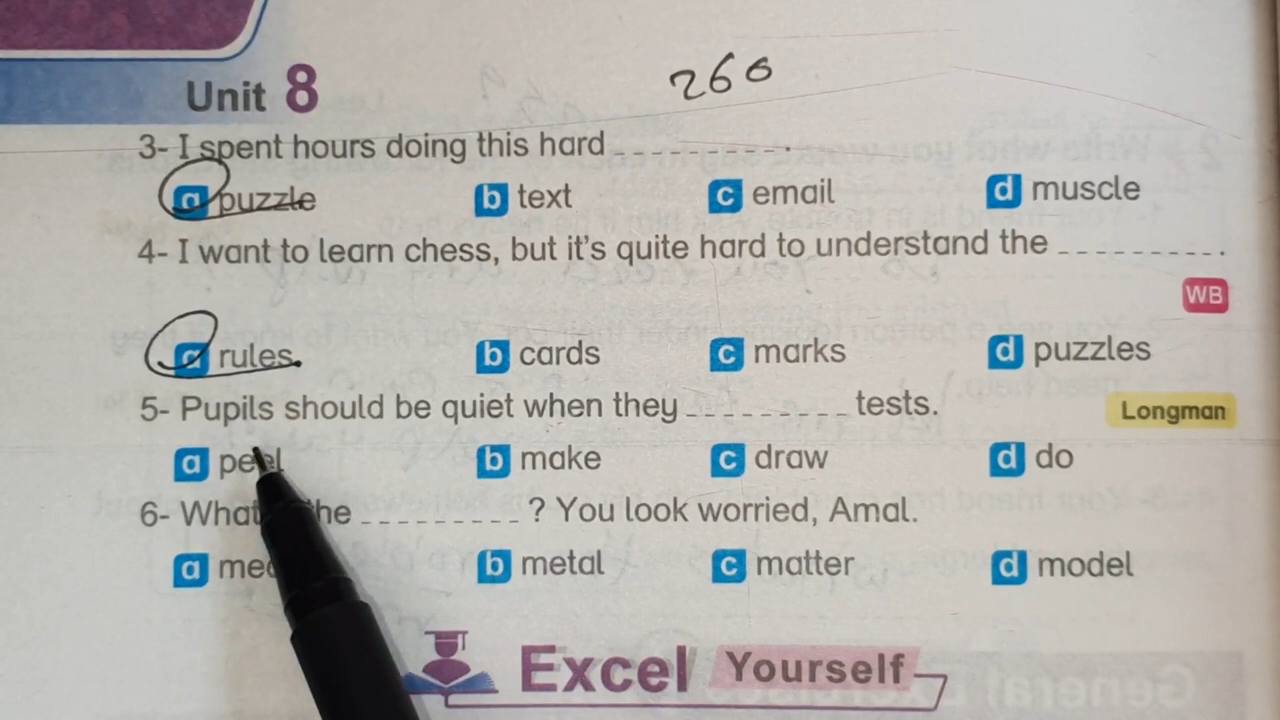 260
Unit 8
3- I spent hours doing this hard ---------.
a puzzle b text c email d muscle
4- I want to learn chess, but it's quite hard to understand the ----------.
WB
a rules b cards c marks d puzzles
5- Pupils should be quiet when they --------- tests. Longman
a peel b make c draw d do
6- What the --------- ? You look worried, Amal.
a b metal c matter d model
Excel Yourself